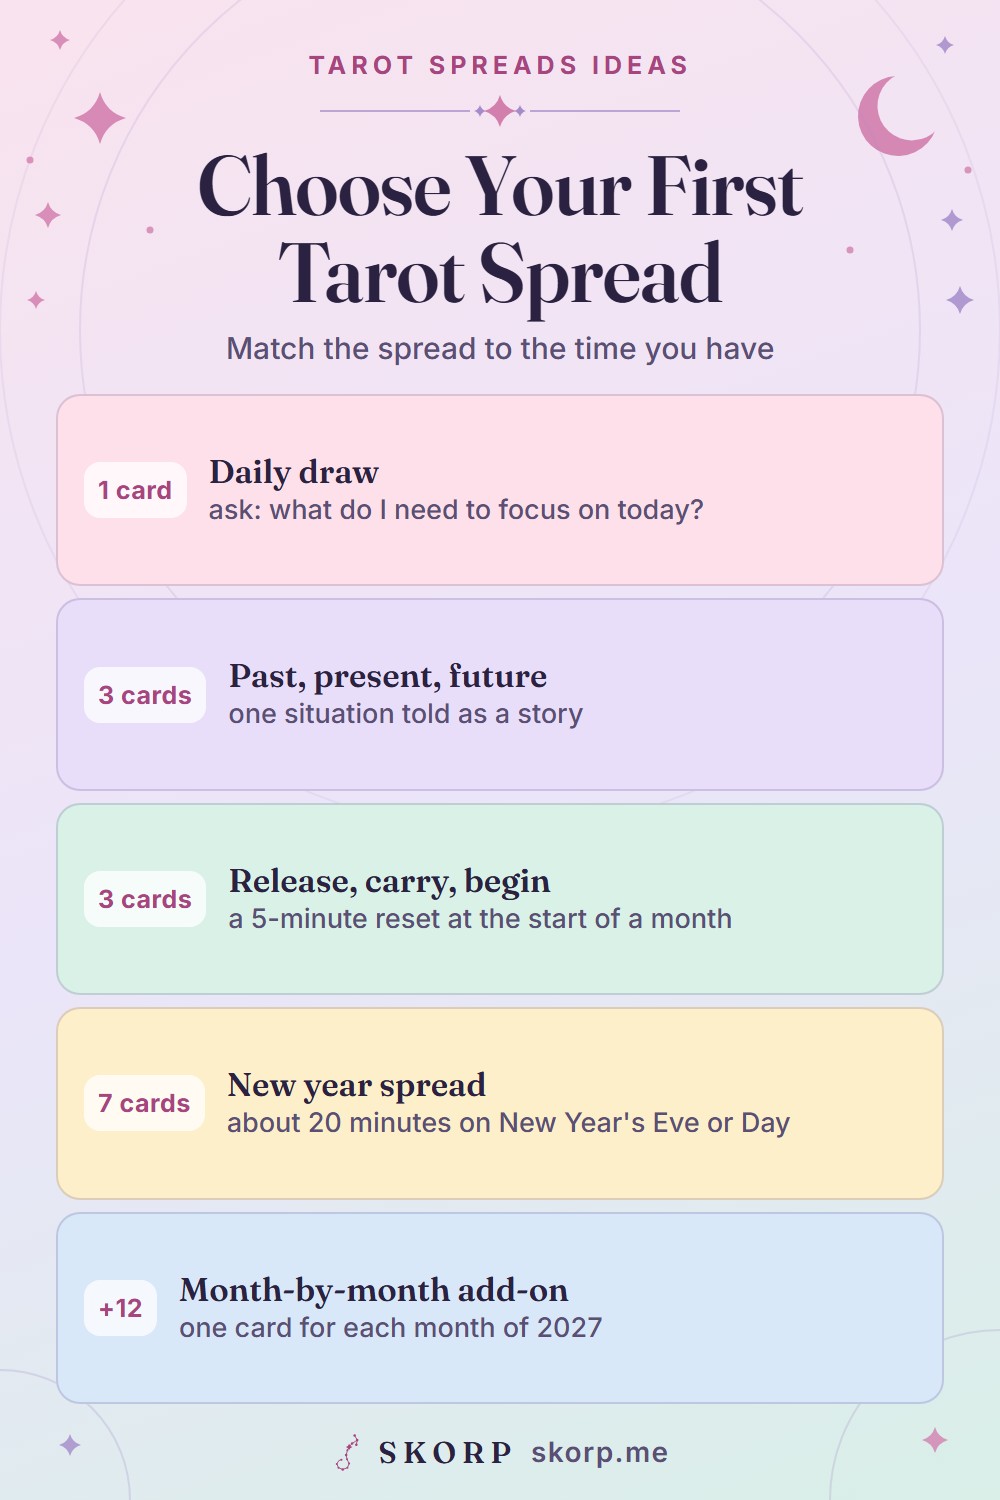 TAROT SPREADS IDEAS
Choose Your First
Tarot Spread
Match the spread to the time you have
1 card
Daily draw
ask: what do I need to focus on today?
3 cards
Past, present, future
one situation told as a story
3 cards
Release, carry, begin
a 5-minute reset at the start of a month
7 cards
New year spread
about 20 minutes on New Year's Eve or Day
+12
Month-by-month add-on
one card for each month of 2027
SKORP skorp.me